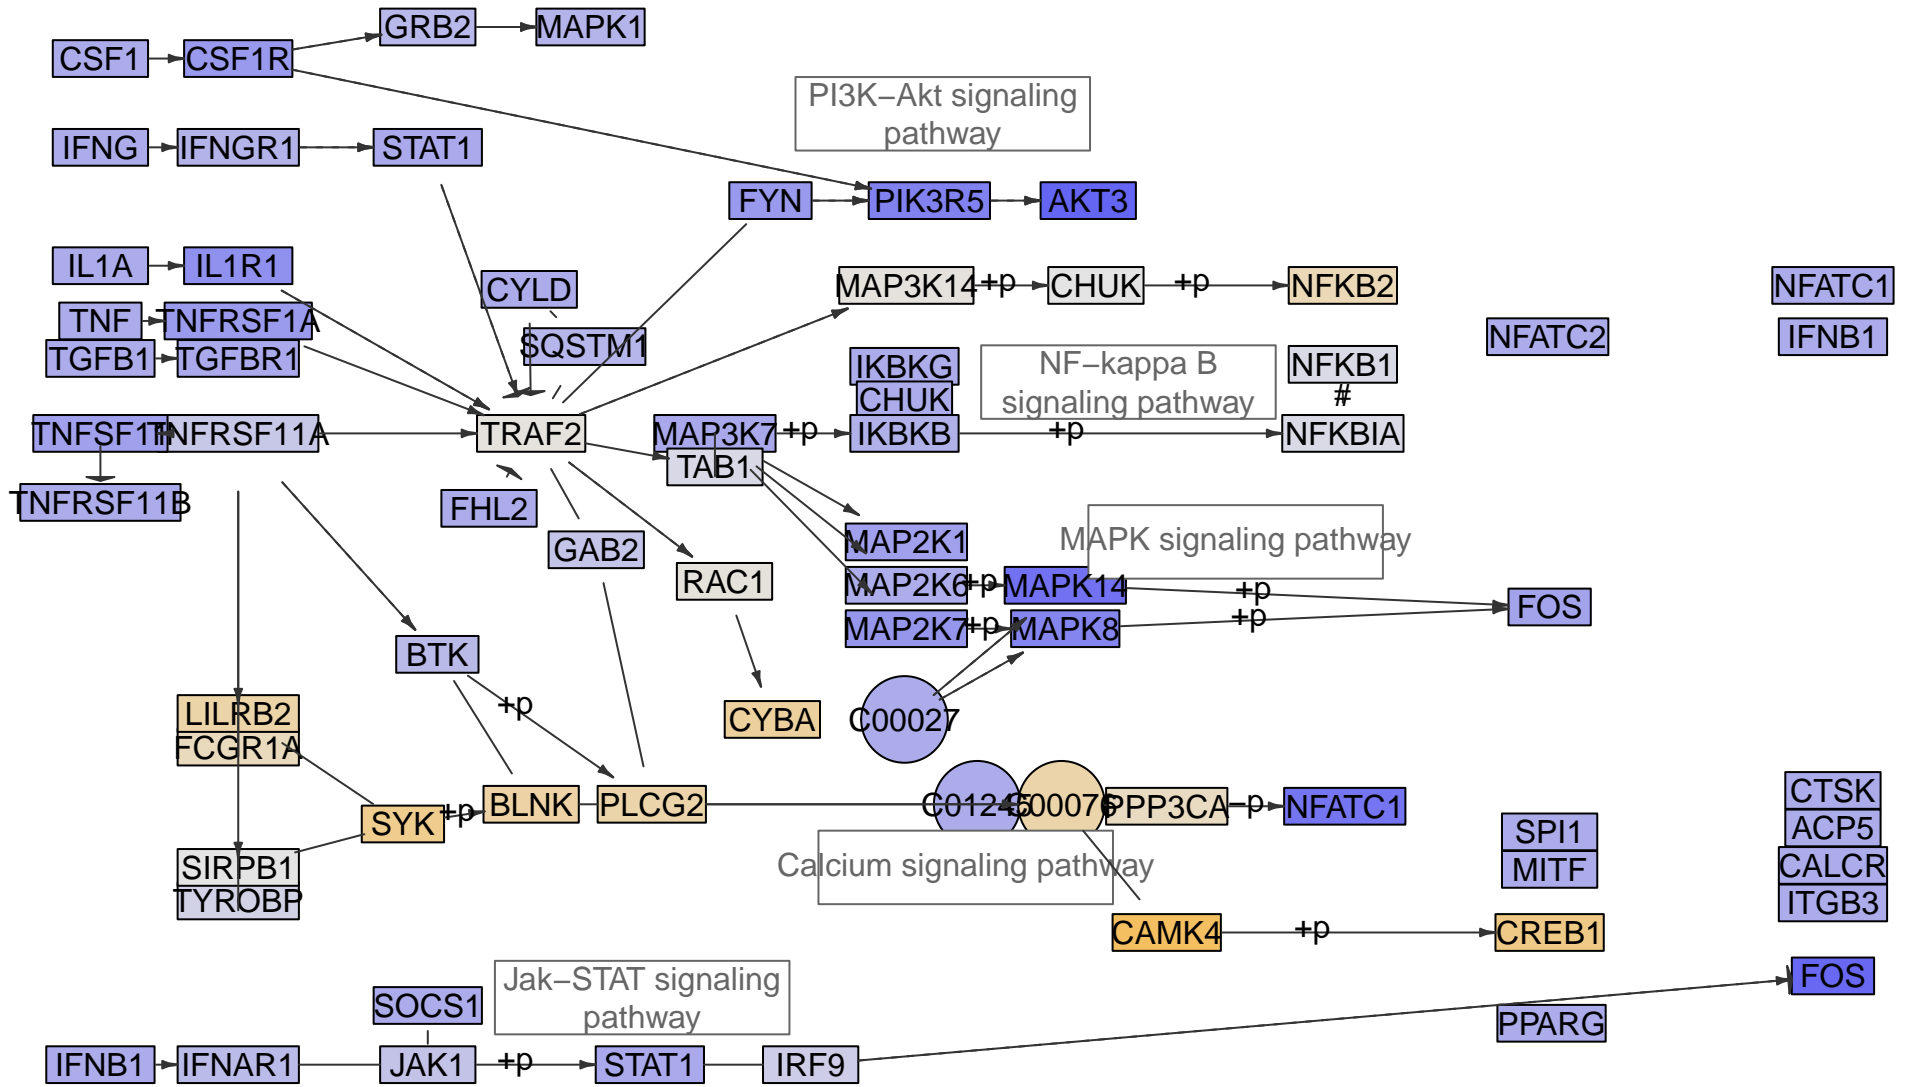 GRB2
MAPK1
CSF1
CSF1R
PI3K–Akt signaling
pathway
IFNG
IFNGR1
STAT1
FYN
PIK3R5
AKT3
IL1A
IL1R1
CYLD
MAP3K14
+p
CHUK
+p
NFKB2
NFATC1
TNF
TNFRSF1A
SQSTM1
NFATC2
IFNB1
TGFB1
TGFBR1
IKBKG
NF–kappa B
signaling pathway
NFKB1
CHUK
#
TNFRSF11A
TRAF2
MAP3K7
+p
IKBKB
+p
NFKBIA
TAB1
TNFRSF11B
FHL2
GAB2
MAP2K1
MAPK signaling pathway
RAC1
MAP2K6
+p
MAPK14
+p
FOS
MAP2K7
+p
MAPK8
+p
BTK
+p
LILRB2
CYBA
C00027
FCGR1A
SYK
+p
BLNK
PLCG2
C00076
PPP3CA
–p
NFATC1
CTSK
SPI1
ACP5
SIRPB1
Calcium signaling pathway
MITF
CALCR
TYROBP
ITGB3
CAMK4
+p
CREB1
Jak–STAT signaling
pathway
FOS
SOCS1
PPARG
IFNB1
IFNAR1
JAK1
+p
STAT1
IRF9